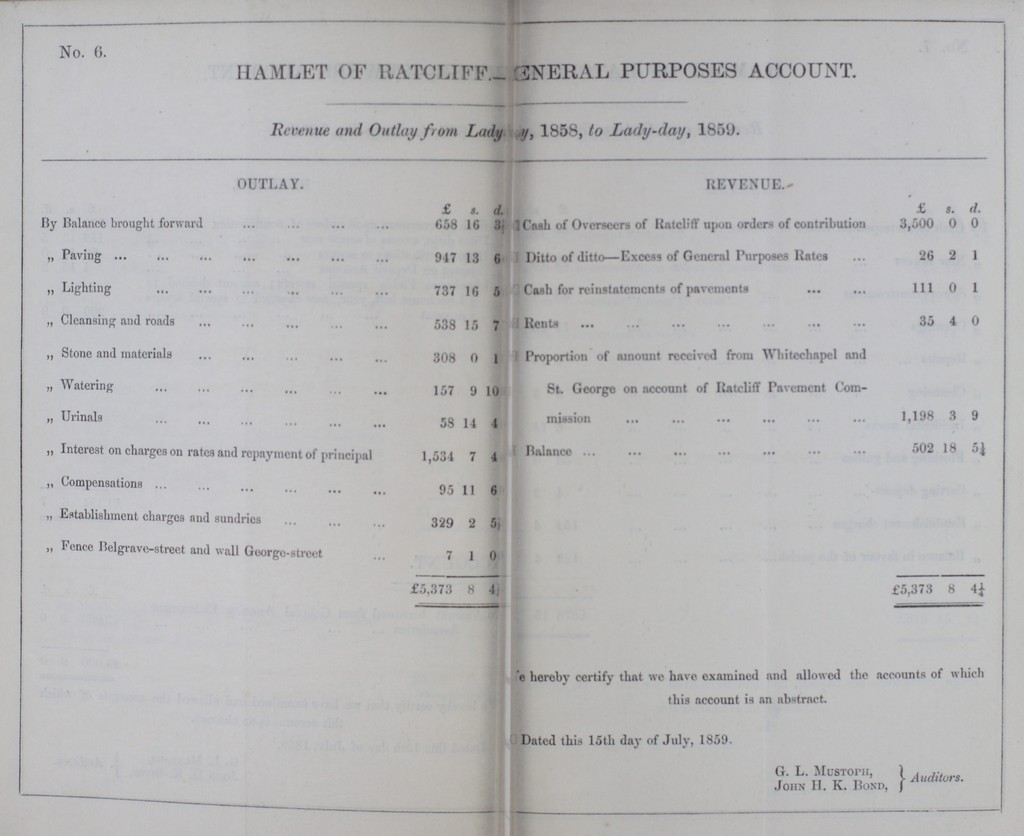 No. 6.
HAMLET OF RATCLIFF.—GENERAL PURPOSES ACCOUNT.
Revenue and Outlay from Lady-day, 1858, to Lady-day, 1859.
OUTLAY.
£ s. d.
By Balance brought forward ... ... ... ... 658 16 3
„ Paving ... ... ... ... ... ... ... 947 13 6
„ Lighting ... ... ... ... ... ... 737 16 5
„ Cleansing and roads ... ... ... ... ... 538 15 7
„ Stone and materials ... ... ... ... ... 308 0 1
„ Watering ... ... ... ... ... ... 157 9 10
„ Urinals ... ... ... ... ... ... 58 14 4
„ Interest on charges on rates and repayment of principal 1,534 7 4
„ Compensations ... ... ... ... ... ... 95 11 6
„ Establishment charges and sundries ... ... ... 329 2 5
„ Fence Belgrave-street and wall George-street ... 7 1 0
£5,373 8 4
REVENUE.
£ s. d.
Cash of Overseers of Ratcliff upon orders of contribution 3,500 0 0
Ditto of ditto—Excess of General Purposes Rates ... 26 2 1
Cash for reinstatements of pavements ... ... 111 0 1
Rents ... ... ... ... ... ... ... 35 4 0
Proportion of amount received from Whitechapel and
St. George on account of Ratcliff Pavement Com-
mission ... ... ... ... ... ... 1,198 3 9
Balance ... ... ... ... ... ... ... 502 18 5¼
£5,373 8 4¼
e hereby certify that we have examined and allowed the accounts of which
this account is an abstract.
Dated this 15th day of July, 1859.
G. L. MUSTOPH,
JOHN H. K. BOND, } Auditors.